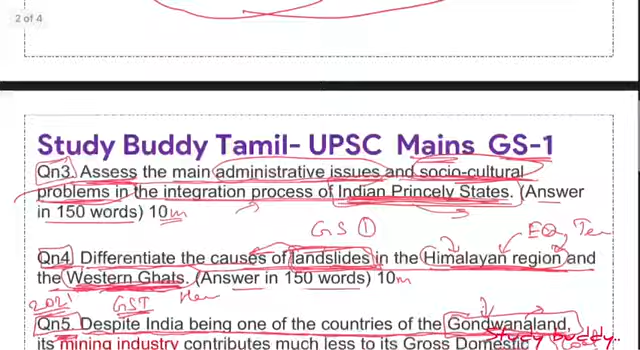 2 of 4
Study Buddy Tamil- UPSC Mains GS-1
Qn3. Assess the main administrative issues and socio-cultural
problems in the integration process of Indian Princely States. (Answer
in 150 words) 10m
GS 1
Qn4. Differentiate the causes of landslides in the Himalayan region and
the Western Ghats. (Answer in 150 words) 10m
2021 GST
Qn5. Despite India being one of the countries of the Gondwanaland,
Study buddy..
its mining industry contributes much less to its Gross Domestic